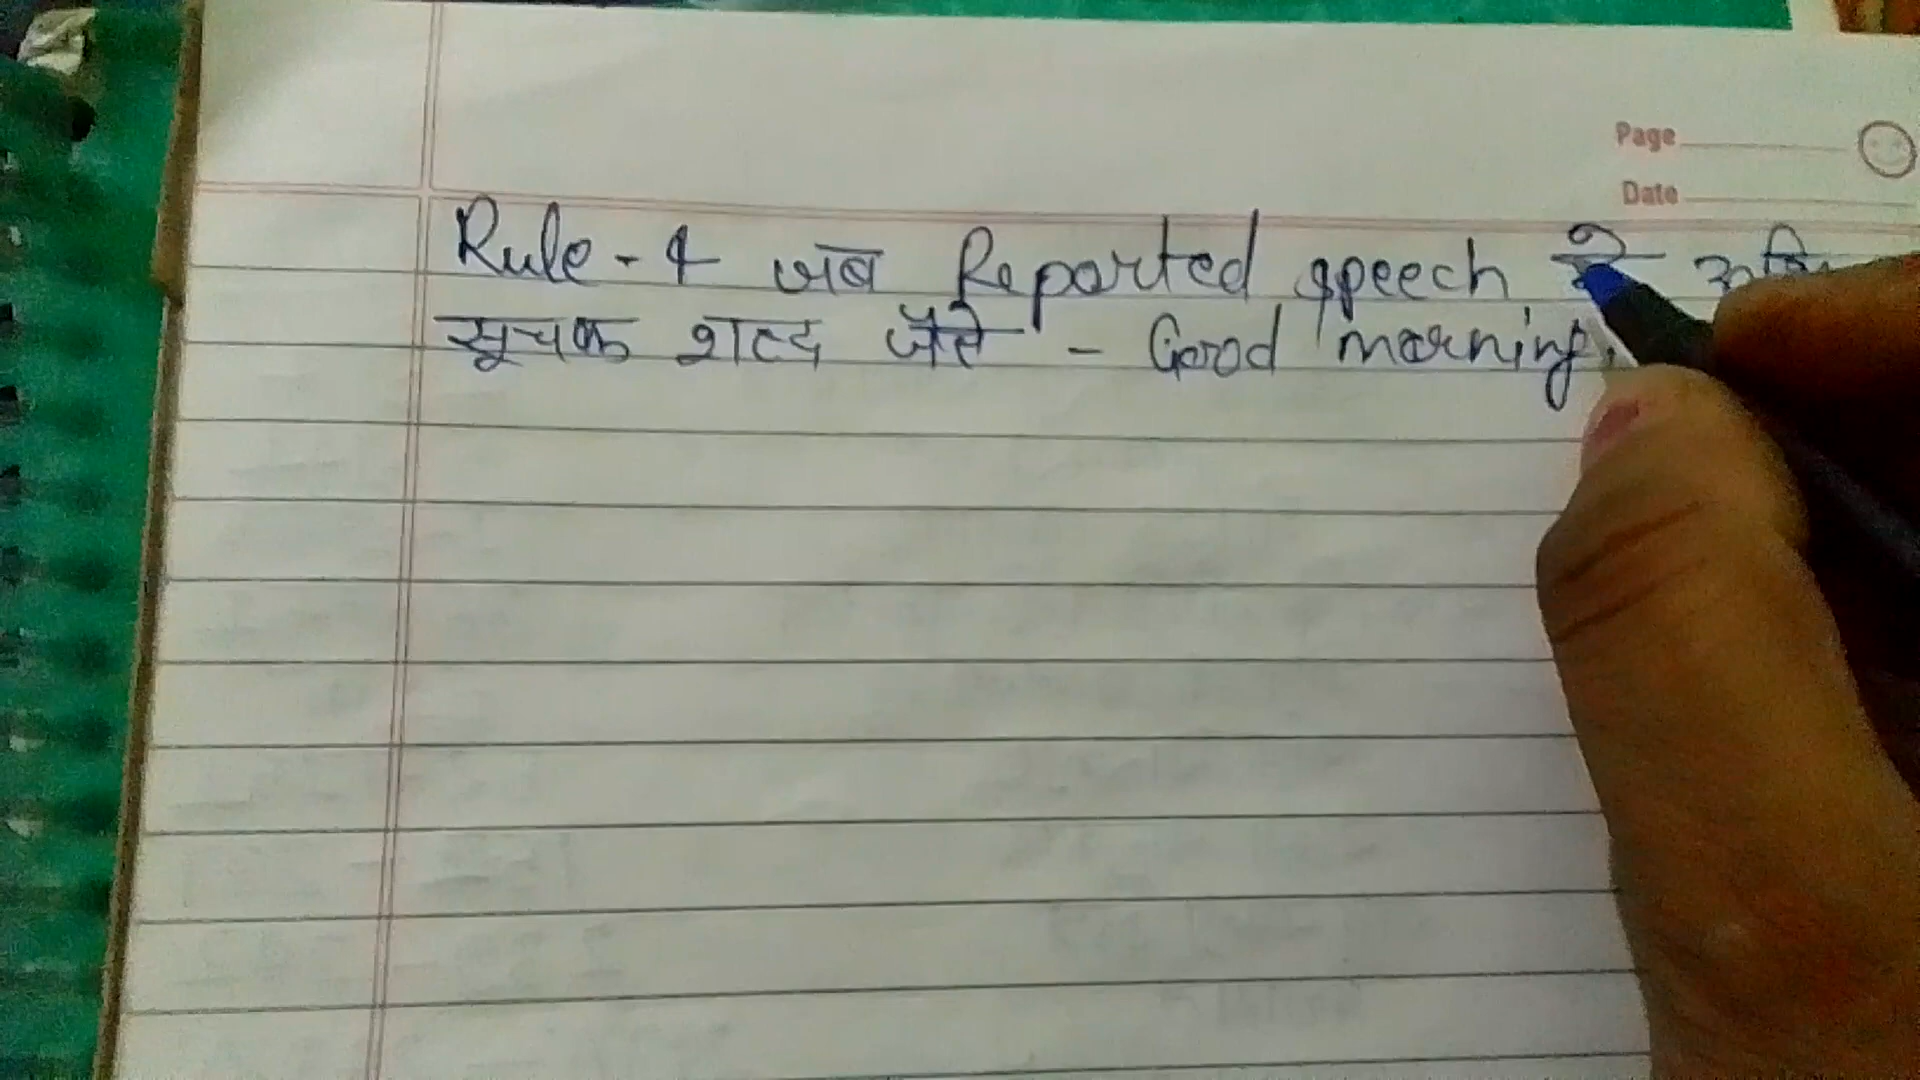 Page
Date
Rule - 4 जब Reported speech
सूचक शब्द जैसे - Good morning,